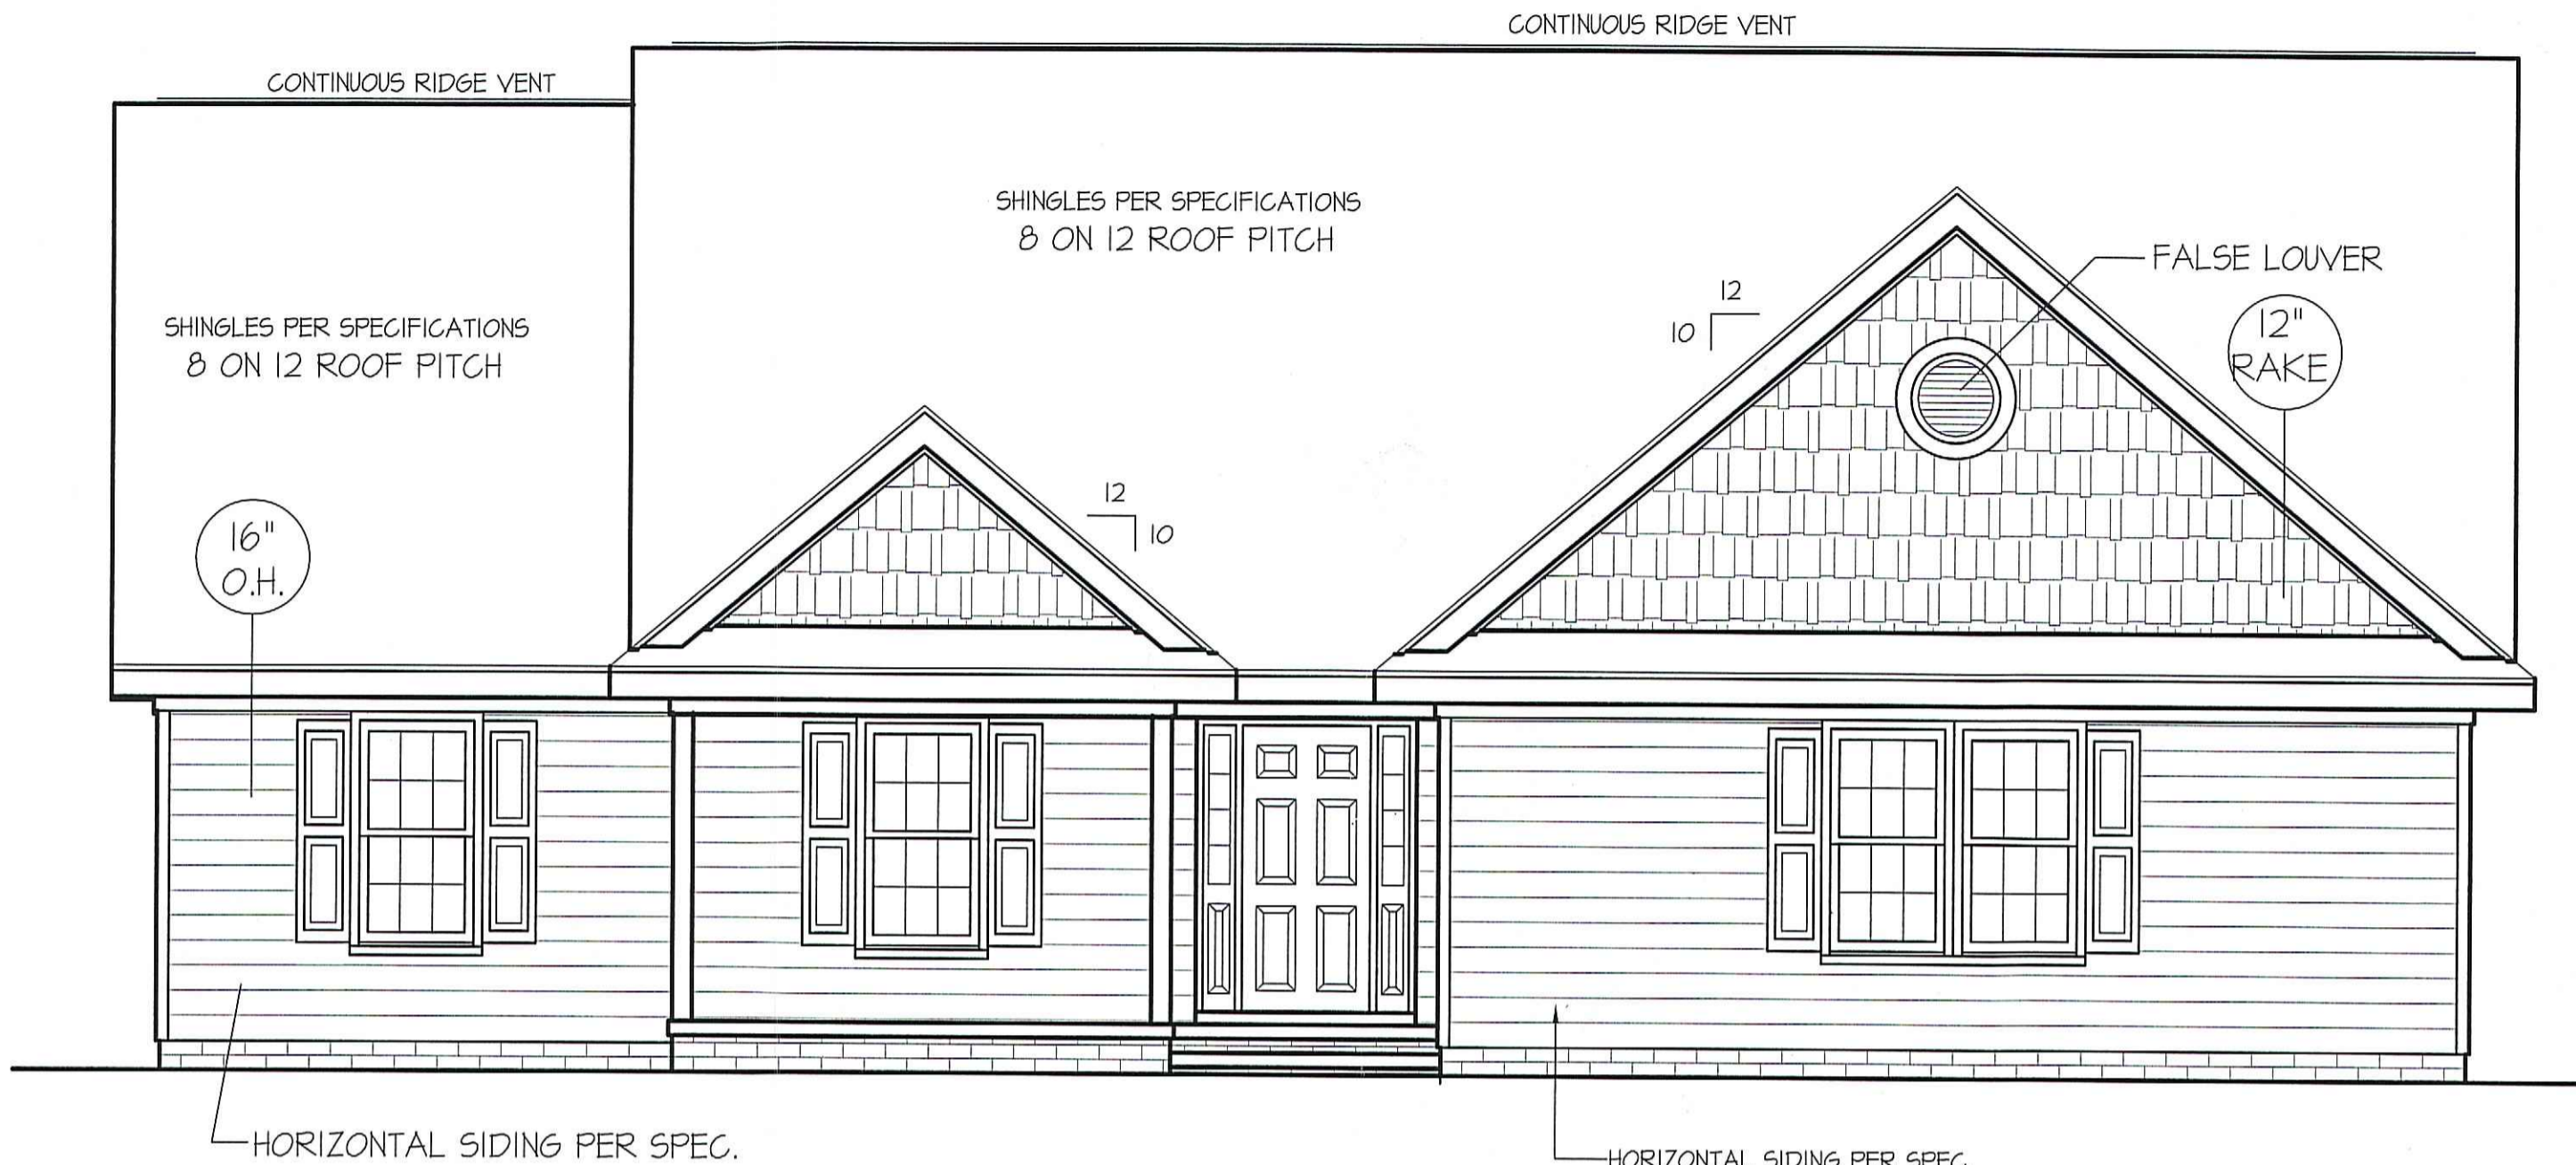 CONTINUOUS RIDGE VENT
CONTINUOUS RIDGE VENT
SHINGLES PER SPECIFICATIONS
8 ON 12 ROOF PITCH
FALSE LOUVER
12
10
12"
RAKE
SHINGLES PER SPECIFICATIONS
8 ON 12 ROOF PITCH
12
10
16"
O.H.
HORIZONTAL SIDING PER SPEC.
HORIZONTAL SIDING PER SPEC.